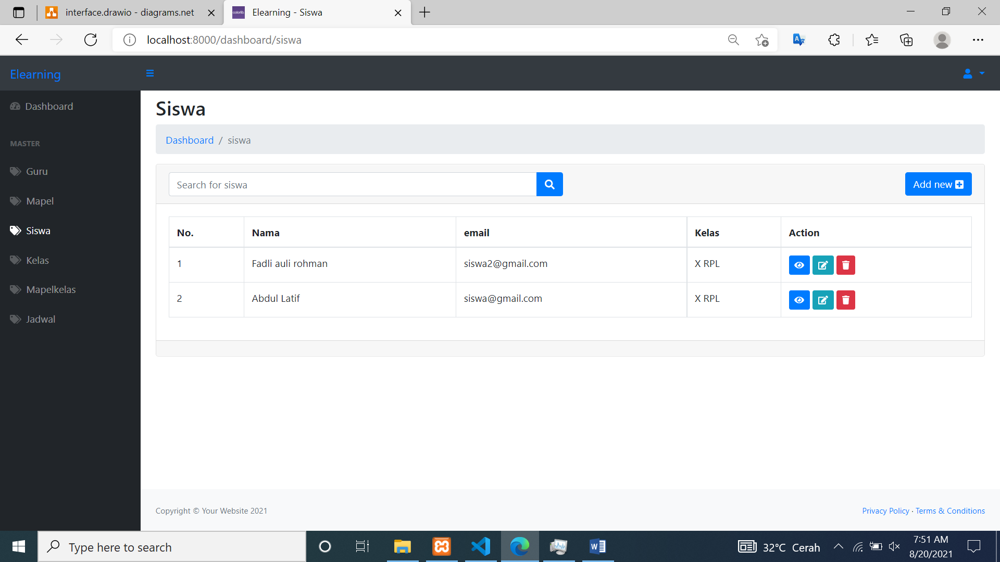 interface.drawio - diagrams.net
Elearning - Siswa
localhost:8000/dashboard/siswa
Elearning
Dashboard
MASTER
Guru
Mapel
Siswa
Kelas
Mapelkelas
Jadwal
Siswa
Dashboard / siswa
Search for siswa
Add new
No. Nama email Kelas Action
1 Fadli auli rohman siswa2@gmail.com X RPL
2 Abdul Latif siswa@gmail.com X RPL
Copyright © Your Website 2021
Privacy Policy · Terms & Conditions
Type here to search
32°C Cerah
7:51 AM
8/20/2021